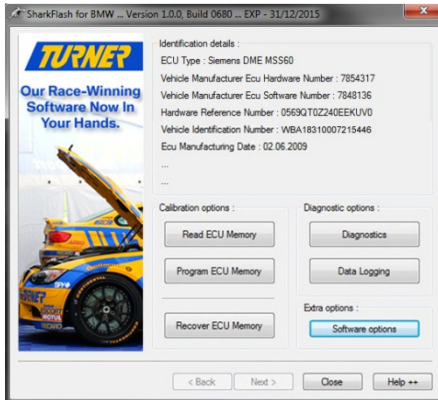 SharkFlash for BMW ... Version 1.0.0, Build 0680 ... EXP - 31/12/2015
TURNER
Our Race-Winning
Software Now In
Your Hands.
Identification details :
ECU Type : Siemens DME MSS60
Vehicle Manufacturer Ecu Hardware Number : 7854317
Vehicle Manufacturer Ecu Software Number : 7848136
Hardware Reference Number : 0569QT0Z240EEKUV0
Vehicle Identification Number : WBA18310007215446
Ecu Manufacturing Date : 02.06.2009
...
...
Calibration options :
Read ECU Memory
Program ECU Memory
Recover ECU Memory
Diagnostic options :
Diagnostics
Data Logging
Extra options :
Software options
< Back
Next >
Close
Help ++